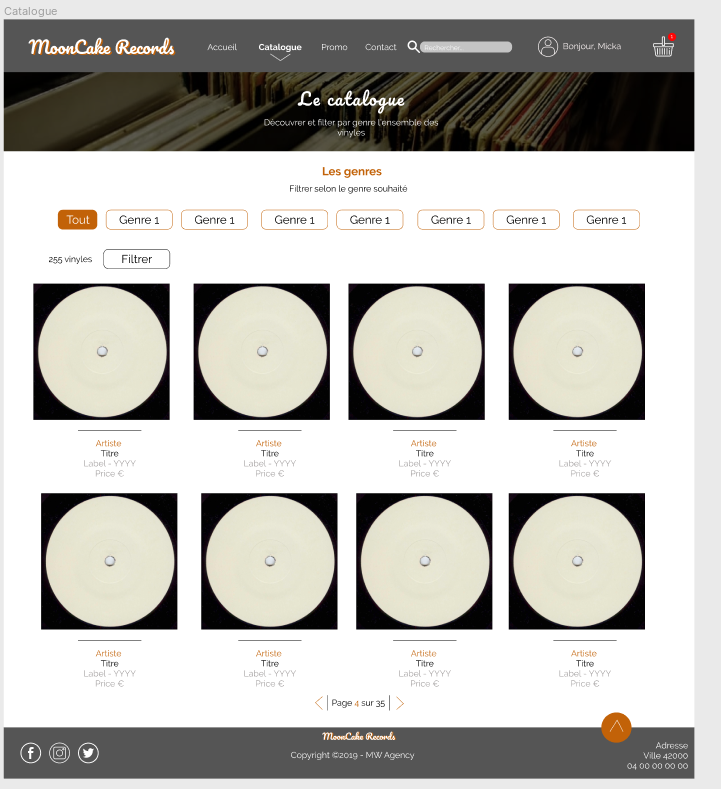 Catalogue
MoonCake Records
Accueil
Catalogue
Promo
Contact
Rechercher...
Bonjour, Micka
1
Le catalogue
Découvrer et filter par genre l'ensemble des
vinyles
Les genres
Filtrer selon le genre souhaité
Tout
Genre 1
Genre 1
Genre 1
Genre 1
Genre 1
Genre 1
Genre 1
255 vinyles
Filtrer
Artiste
Titre
Label - YYYY
Price €
Artiste
Titre
Label - YYYY
Price €
Artiste
Titre
Label - YYYY
Price €
Artiste
Titre
Label - YYYY
Price €
Artiste
Titre
Label - YYYY
Price €
Artiste
Titre
Label - YYYY
Price €
Artiste
Titre
Label - YYYY
Price €
Artiste
Titre
Label - YYYY
Price €
Page 4 sur 35
MoonCake Records
Copyright ©2019 - MW Agency
Adresse
Ville 42000
04 00 00 00 00